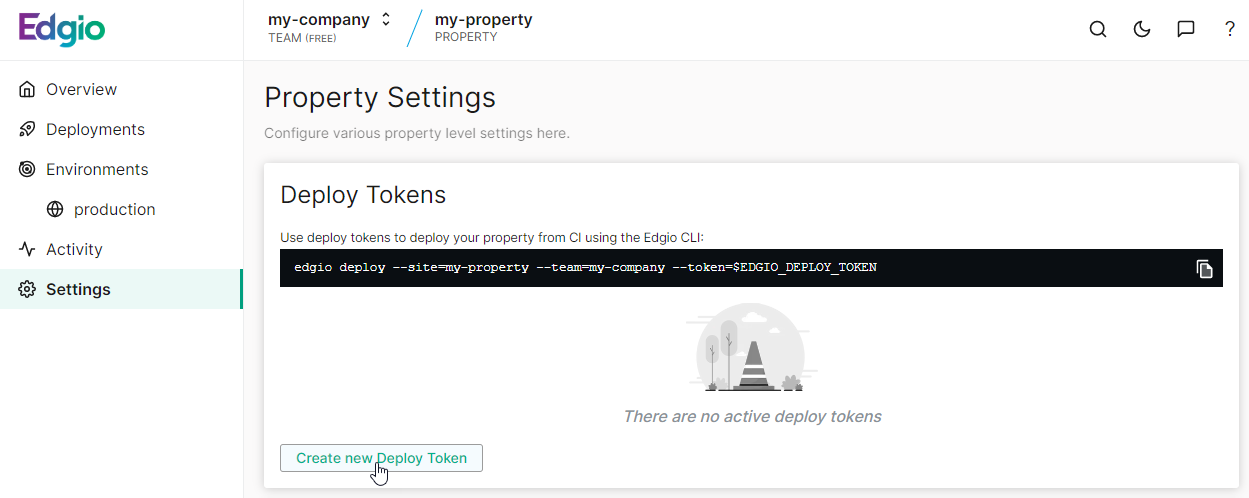 Edgio
my-company
TEAM (FREE)
my-property
PROPERTY
?
Overview
Deployments
Environments
production
Activity
Settings
Property Settings
Configure various property level settings here.
Deploy Tokens
Use deploy tokens to deploy your property from CI using the Edgio CLI:
edgio deploy --site=my-property --team=my-company --token=$EDGIO_DEPLOY_TOKEN
There are no active deploy tokens
Create new Deploy Token